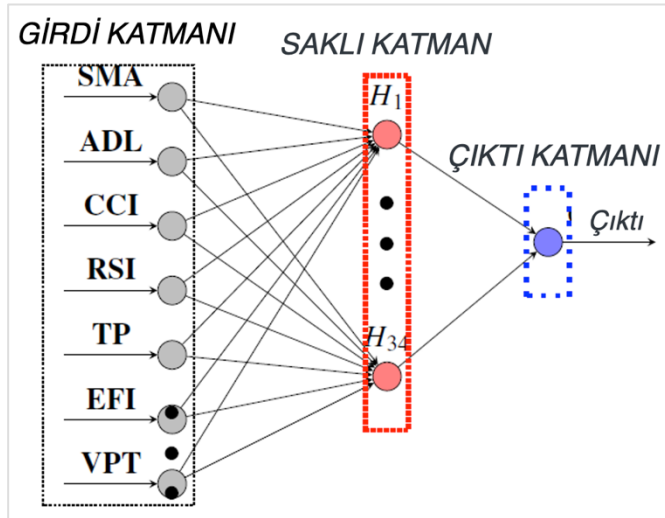 GİRDİ KATMANI
SAKLI KATMAN
ÇIKTI KATMANI
SMA
ADL
CCI
RSI
TP
EFI
VPT
H1
H34
Çıktı